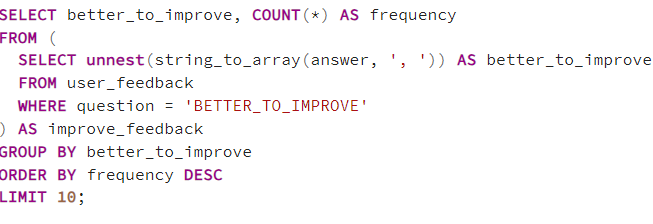 SELECT better_to_improve, COUNT(*) AS frequency
FROM (
  SELECT unnest(string_to_array(answer, ', ')) AS better_to_improve
  FROM user_feedback
  WHERE question = 'BETTER_TO_IMPROVE'
) AS improve_feedback
GROUP BY better_to_improve
ORDER BY frequency DESC
LIMIT 10;